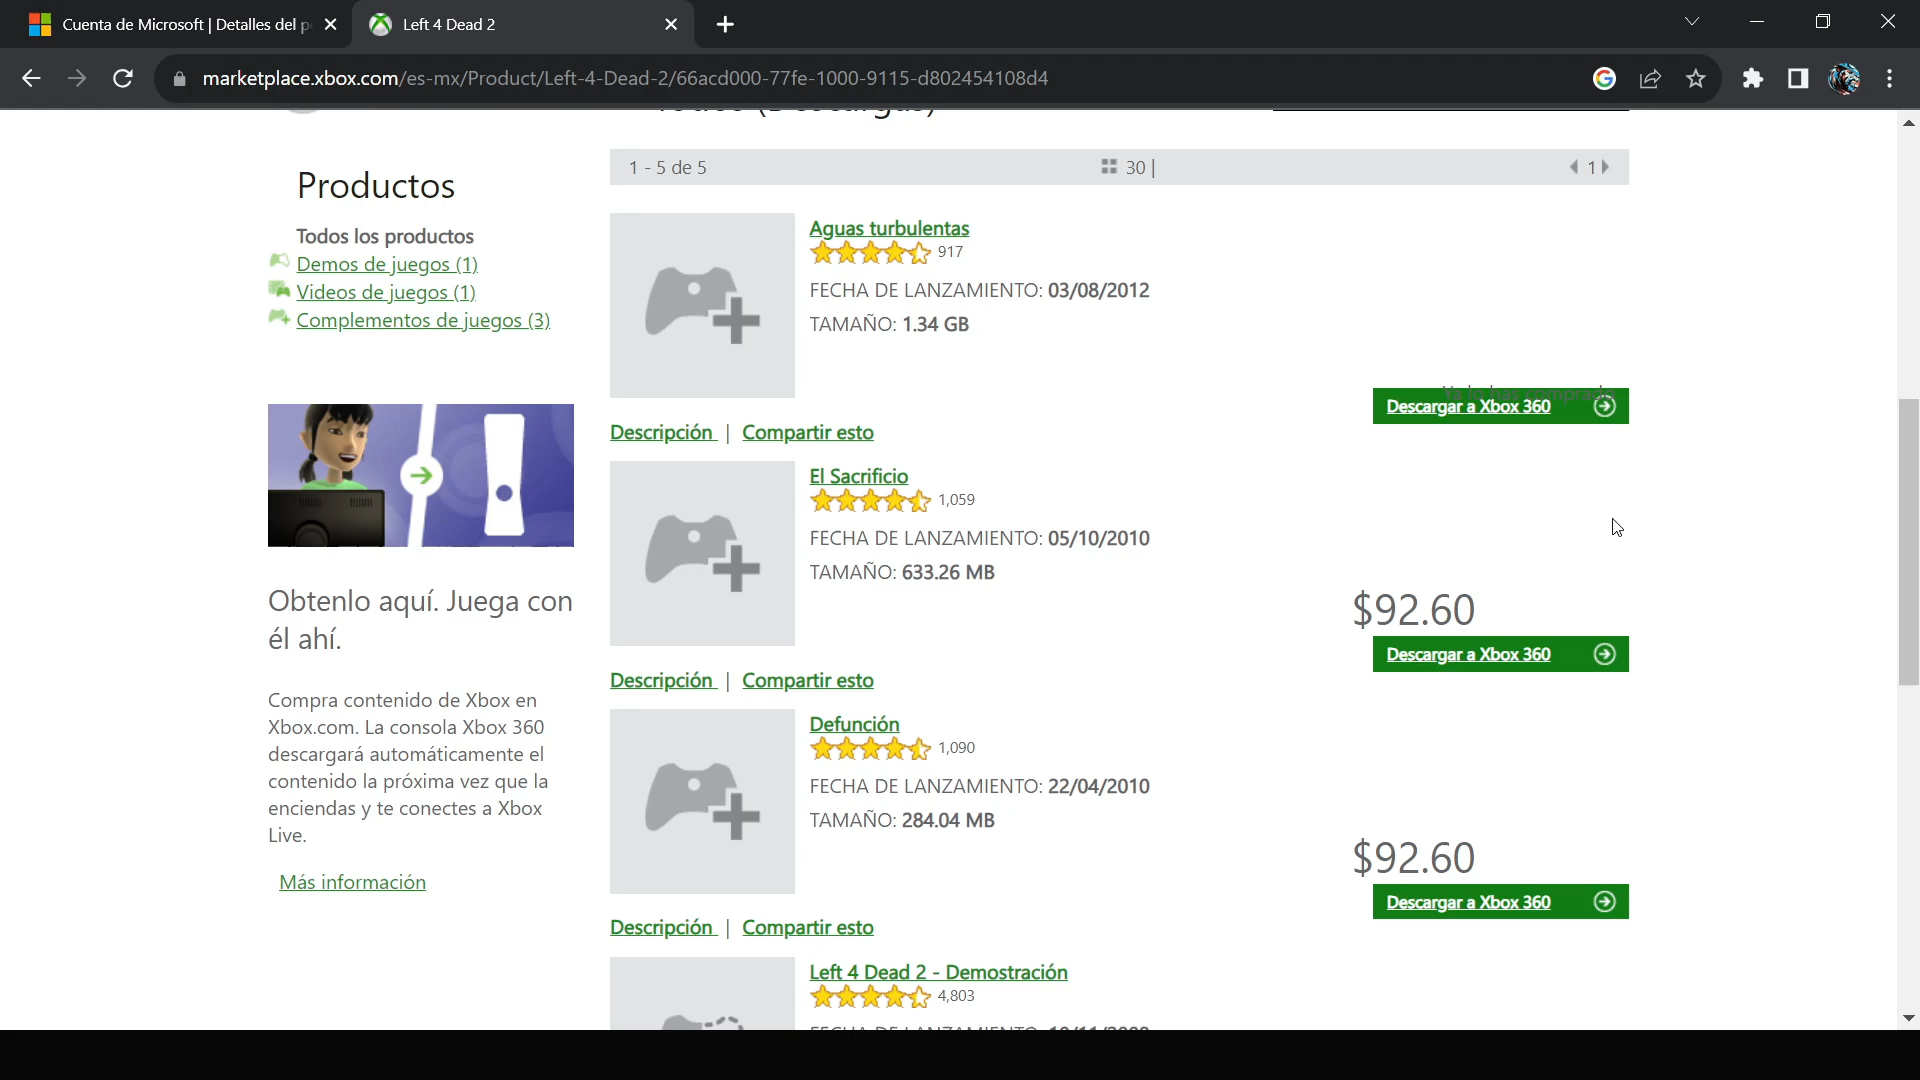 Cuenta de Microsoft | Detalles del p
Left 4 Dead 2
marketplace.xbox.com/es-mx/Product/Left-4-Dead-2/66acd000-77fe-1000-9115-d802454108d4
Productos
Todos los productos
Demos de juegos (1)
Videos de juegos (1)
Complementos de juegos (3)
Obtenlo aquí. Juega con
él ahí.
Compra contenido de Xbox en
Xbox.com. La consola Xbox 360
descargará automáticamente el
contenido la próxima vez que la
enciendas y te conectes a Xbox
Live.
Más información
1 - 5 de 5
30 |
1
Aguas turbulentas
917
FECHA DE LANZAMIENTO: 03/08/2012
TAMAÑO: 1.34 GB
Ya lo has comprado
Descargar a Xbox 360
Descripción | Compartir esto
El Sacrificio
1,059
FECHA DE LANZAMIENTO: 05/10/2010
TAMAÑO: 633.26 MB
$92.60
Descargar a Xbox 360
Descripción | Compartir esto
Defunción
1,090
FECHA DE LANZAMIENTO: 22/04/2010
TAMAÑO: 284.04 MB
$92.60
Descargar a Xbox 360
Descripción | Compartir esto
Left 4 Dead 2 - Demostración
4,803